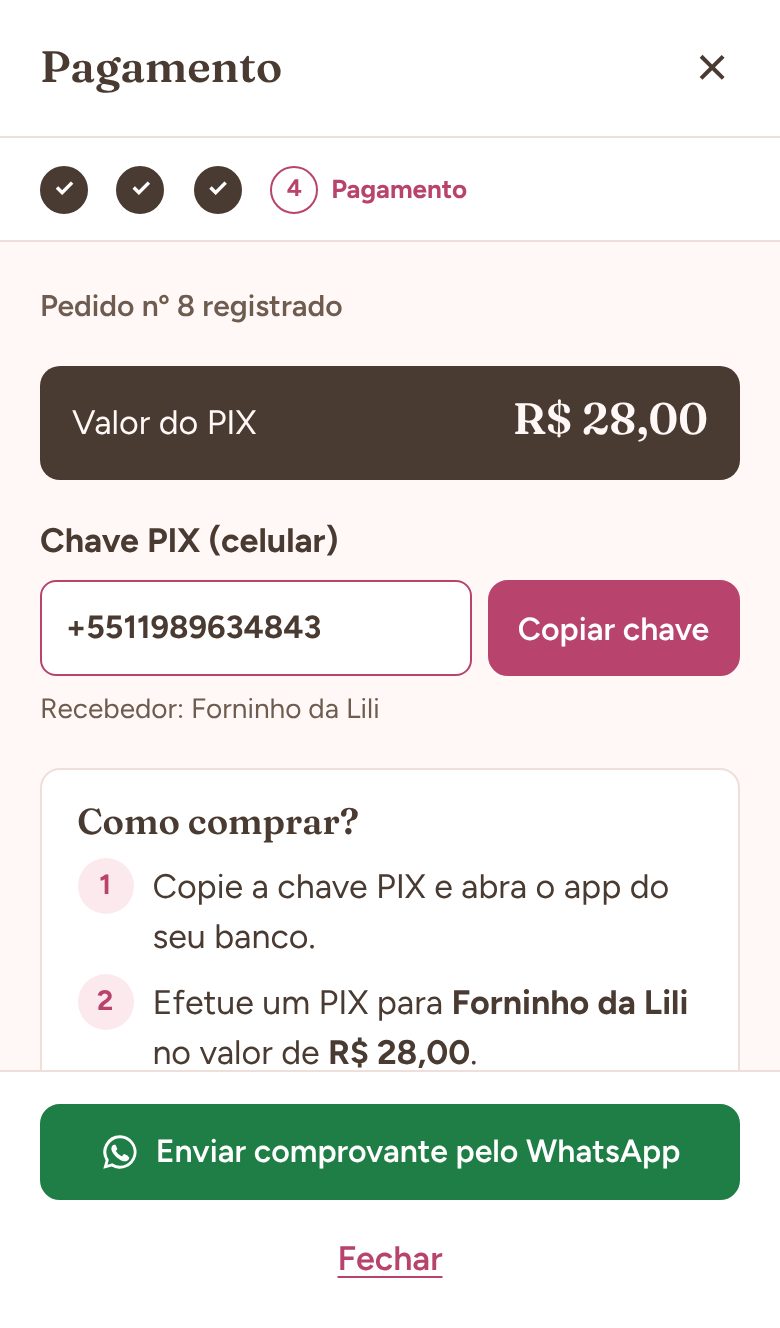 Pagamento
4 Pagamento
Pedido nº 8 registrado
Valor do PIX R$ 28,00
Chave PIX (celular)
+5511989634843 Copiar chave
Recebedor: Forninho da Lili
Como comprar?
1 Copie a chave PIX e abra o app do
seu banco.
2 Efetue um PIX para Forninho da Lili
no valor de R$ 28,00.
Enviar comprovante pelo WhatsApp
Fechar